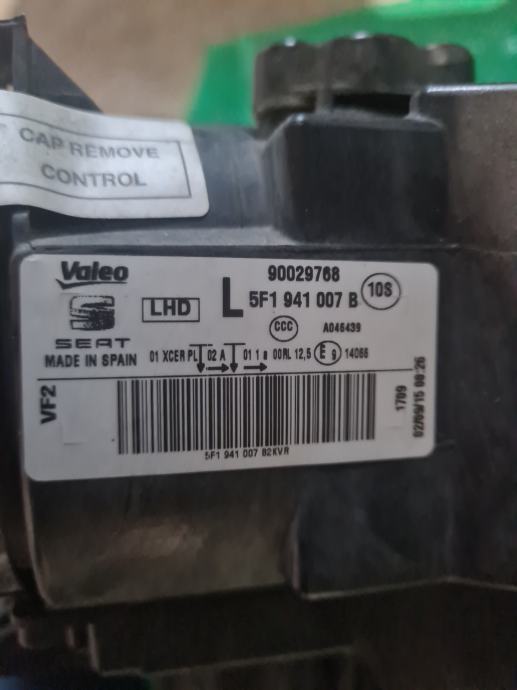 CAP REMOVE
CONTROL
Valeo
90029768
LHD
L 5F1 941 007 B
10S
SEAT
CCC
A046439
MADE IN SPAIN
01 XCER PL 02 A 01 1 a 00RL 12,5 E 9 14066
VF2
5F1 941 007 B2KVR
1709
02/09/15 08:26